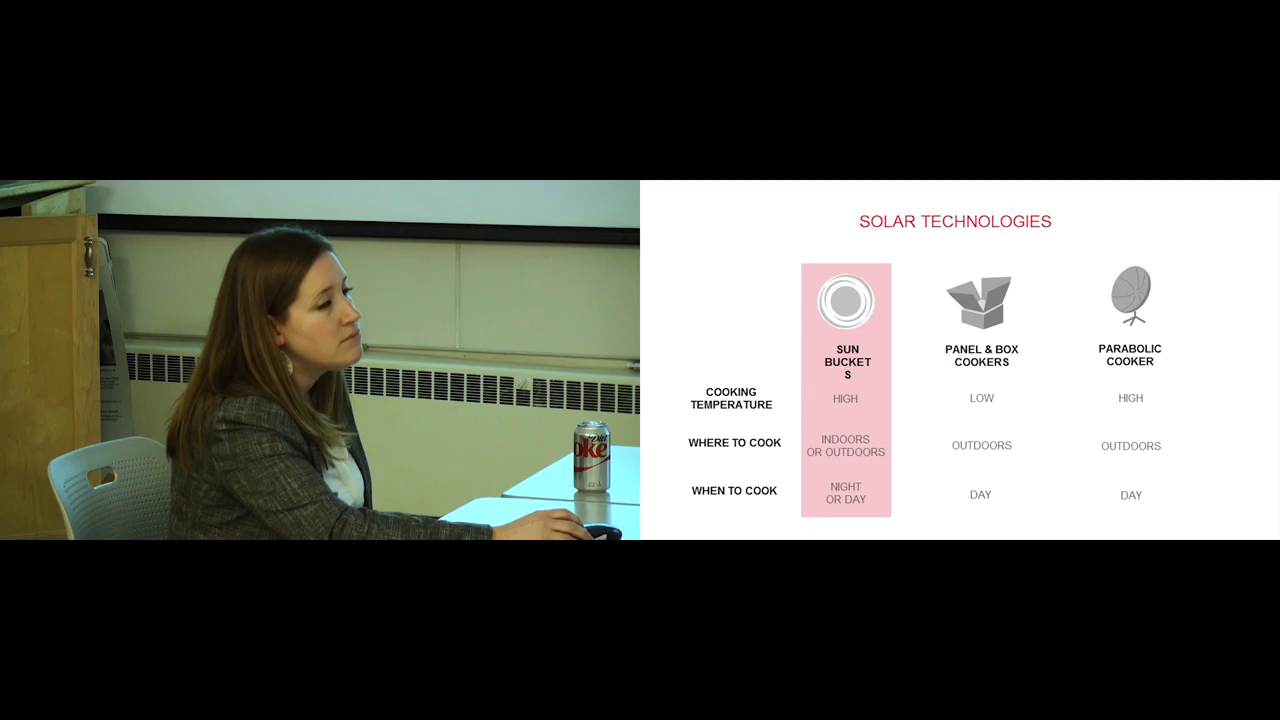 SOLAR TECHNOLOGIES
SUN
BUCKET
S
PANEL & BOX
COOKERS
PARABOLIC
COOKER
COOKING
TEMPERATURE
HIGH
LOW
HIGH
WHERE TO COOK
INDOORS
OR OUTDOORS
OUTDOORS
OUTDOORS
WHEN TO COOK
NIGHT
OR DAY
DAY
DAY
Diet
Coke